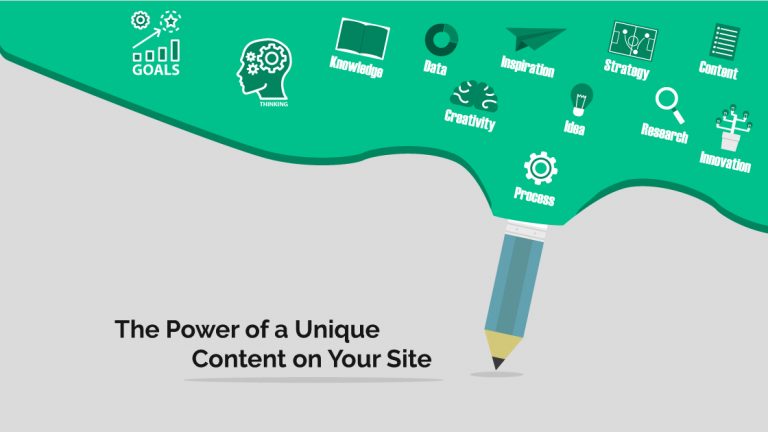 GOALS
THINKING
Knowledge
Data
Inspiration
Strategy
Content
Creativity
Idea
Research
Innovation
Process
The Power of a Unique
Content on Your Site